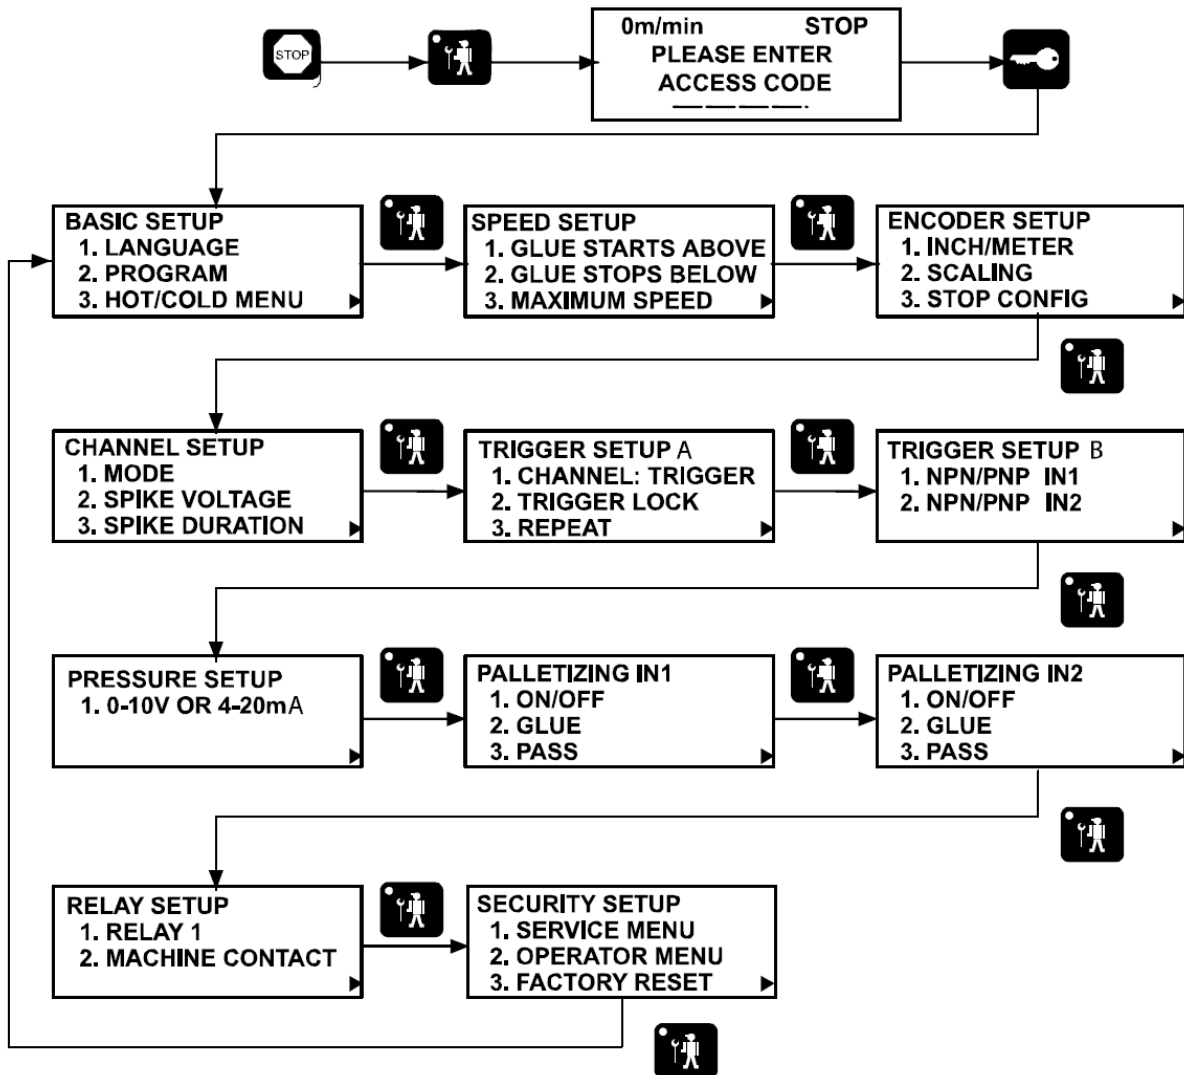 0m/min STOP
PLEASE ENTER
ACCESS CODE
STOP
BASIC SETUP
1. LANGUAGE
2. PROGRAM
3. HOT/COLD MENU
SPEED SETUP
1. GLUE STARTS ABOVE
2. GLUE STOPS BELOW
3. MAXIMUM SPEED
ENCODER SETUP
1. INCH/METER
2. SCALING
3. STOP CONFIG
CHANNEL SETUP
1. MODE
2. SPIKE VOLTAGE
3. SPIKE DURATION
TRIGGER SETUP A
1. CHANNEL: TRIGGER
2. TRIGGER LOCK
3. REPEAT
TRIGGER SETUP B
1. NPN/PNP IN1
2. NPN/PNP IN2
PRESSURE SETUP
1. 0-10V OR 4-20mA
PALLETIZING IN1
1. ON/OFF
2. GLUE
3. PASS
PALLETIZING IN2
1. ON/OFF
2. GLUE
3. PASS
RELAY SETUP
1. RELAY 1
2. MACHINE CONTACT
SECURITY SETUP
1. SERVICE MENU
2. OPERATOR MENU
3. FACTORY RESET